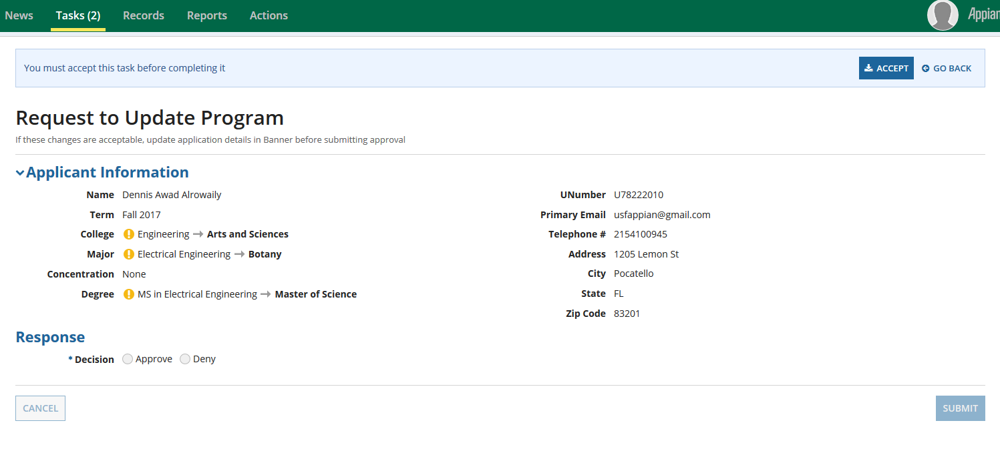 News Tasks (2) Records Reports Actions
You must accept this task before completing it ACCEPT GO BACK
Request to Update Program
If these changes are acceptable, update application details in Banner before submitting approval
Applicant Information
Name Dennis Awad Alrowaily
Term Fall 2017
College Engineering → Arts and Sciences
Major Electrical Engineering → Botany
Concentration None
Degree MS in Electrical Engineering → Master of Science
UNumber U78222010
Primary Email usfappian@gmail.com
Telephone # 2154100945
Address 1205 Lemon St
City Pocatello
State FL
Zip Code 83201
Response
* Decision Approve Deny
CANCEL SUBMIT